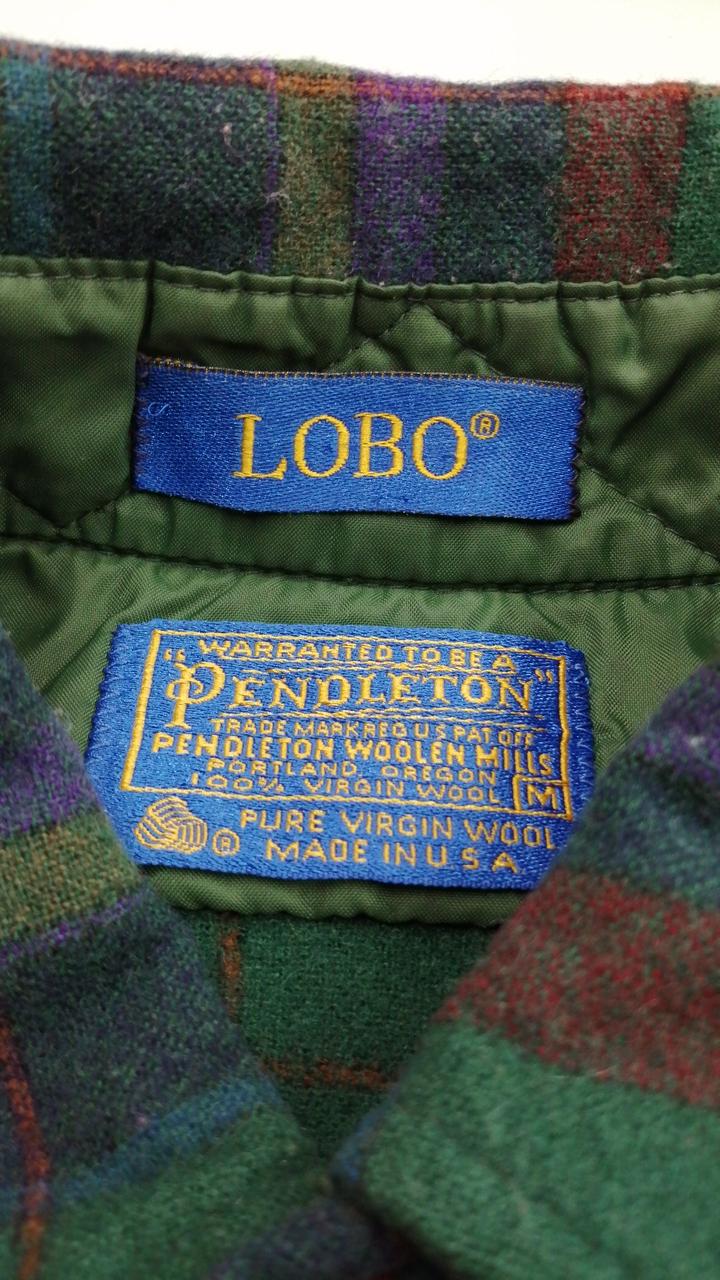 LOBO®
WARRANTED TO BE A
"PENDLETON"
TRADE MARK REG U S PAT OFF
PENDLETON WOOLEN MILLS
PORTLAND, OREGON
100% VIRGIN WOOL M
® PURE VIRGIN WOOL
MADE IN U S A